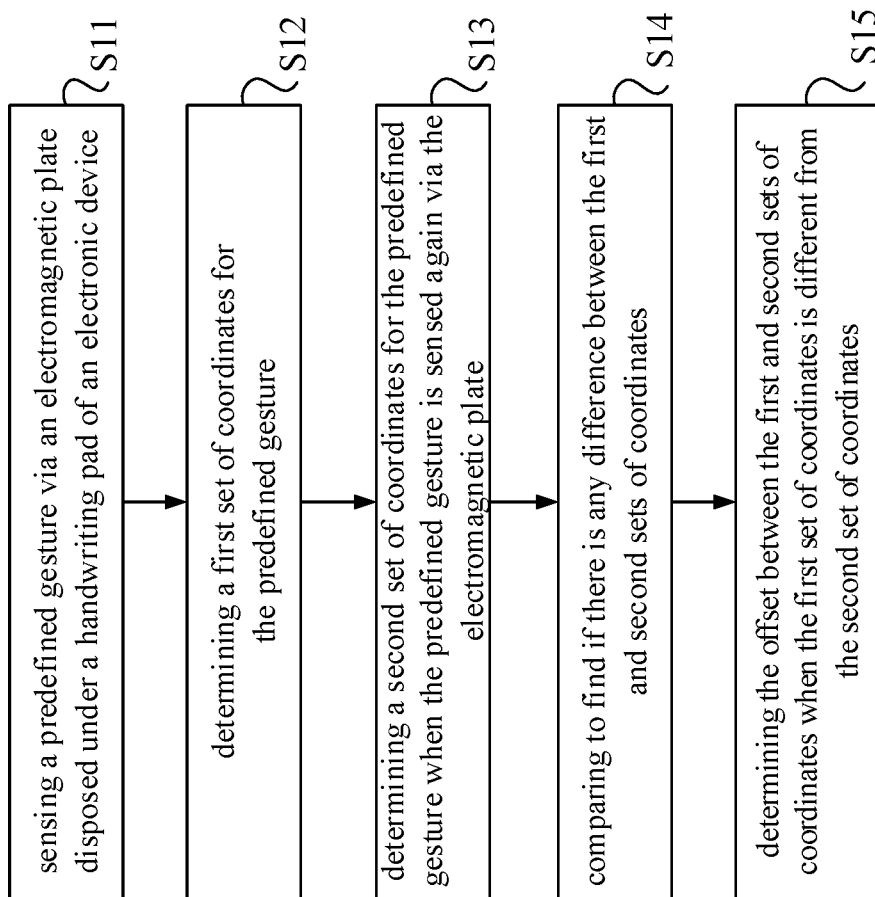 sensing a predefined gesture via an electromagnetic plate
disposed under a handwriting pad of an electronic device
S11
determining a first set of coordinates for
the predefined gesture
S12
determining a second set of coordinates for the predefined
gesture when the predefined gesture is sensed again via the
electromagnetic plate
S13
comparing to find if there is any difference between the first
and second sets of coordinates
S14
determining the offset between the first and second sets of
coordinates when the first set of coordinates is different from
the second set of coordinates
S15